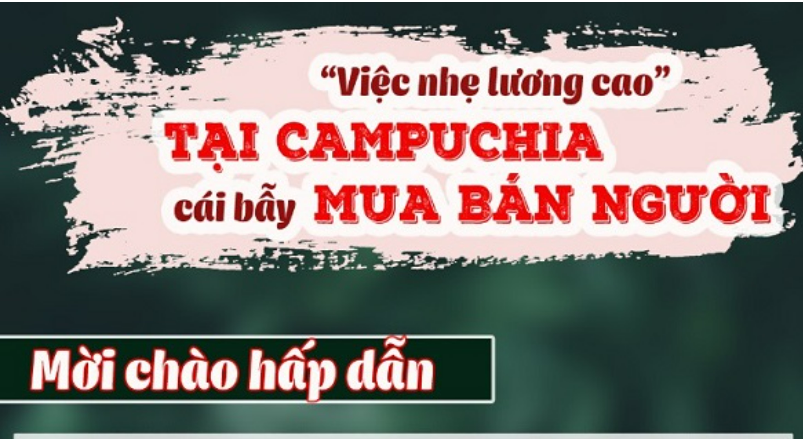 “Việc nhẹ lương cao”
TẠI CAMPUCHIA
cái bẫy MUA BÁN NGƯỜI
Mời chào hấp dẫn